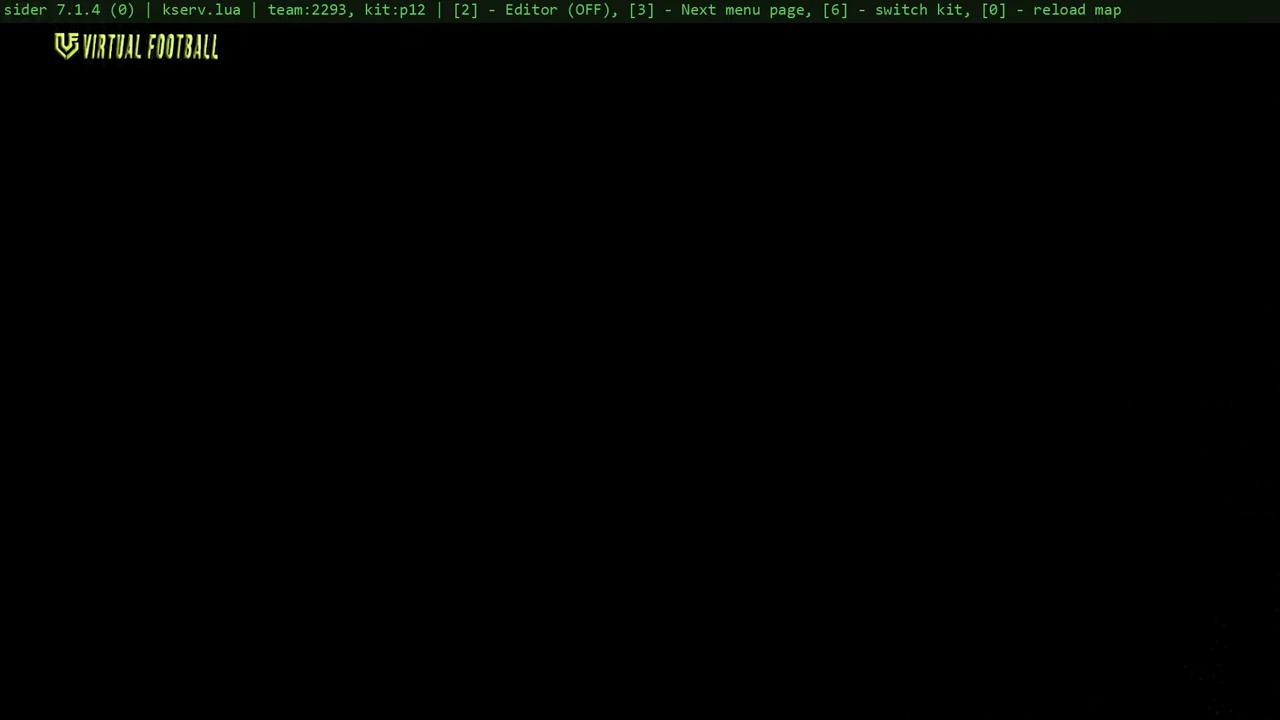 sider 7.1.4 (0) | kserv.lua | team:2293, kit:p12 | [2] - Editor (OFF), [3] - Next menu page, [6] - switch kit, [0] - reload map
VIRTUAL FOOTBALL